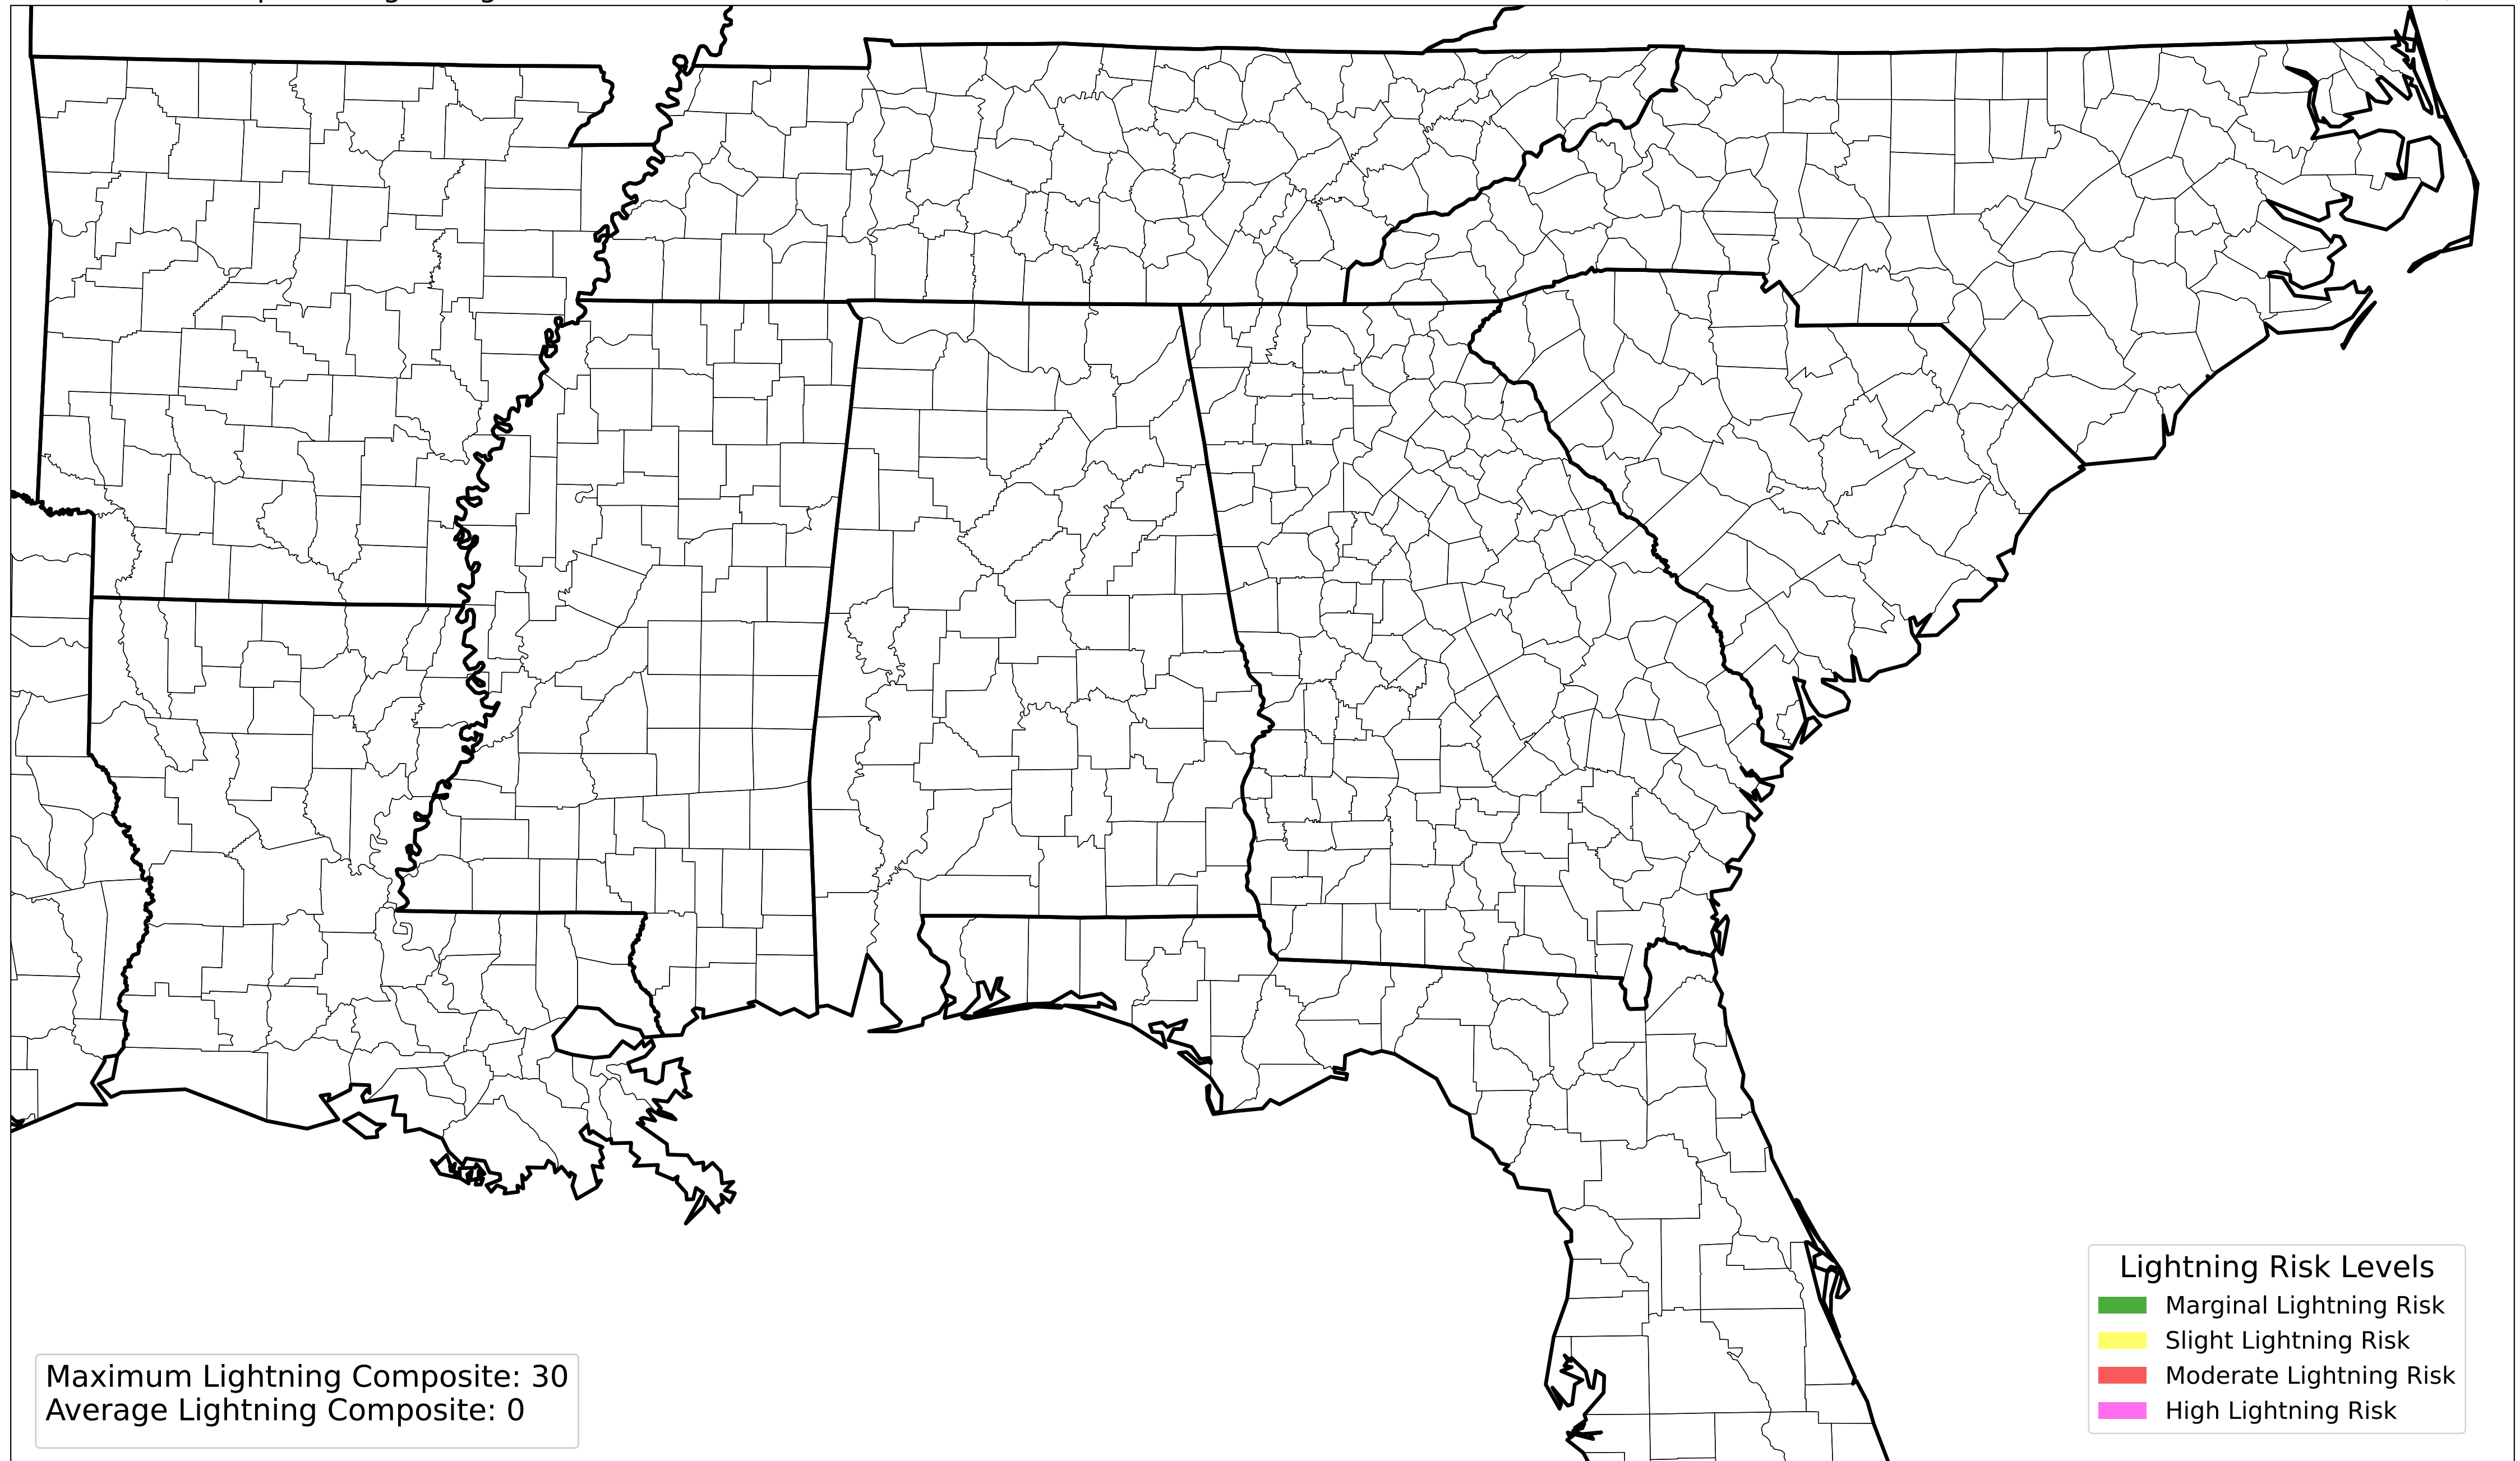 Maximum Lightning Composite: 30
Average Lightning Composite: 0
Lightning Risk Levels
Marginal Lightning Risk
Slight Lightning Risk
Moderate Lightning Risk
High Lightning Risk